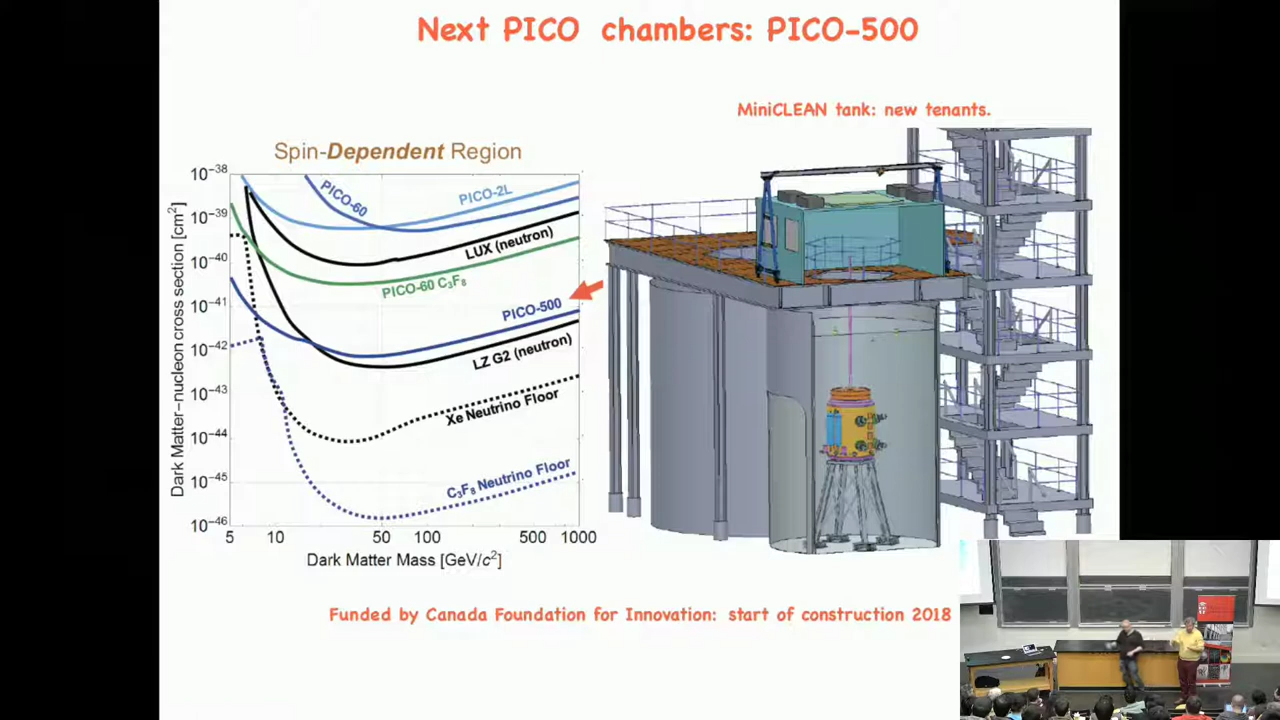 Next PICO chambers: PICO-500
MiniCLEAN tank: new tenants.
Spin-Dependent Region
Dark Matter–nucleon cross section [cm²]
10⁻³⁸
10⁻³⁹
10⁻⁴⁰
10⁻⁴¹
10⁻⁴²
10⁻⁴³
10⁻⁴⁴
10⁻⁴⁵
10⁻⁴⁶
PICO-60
PICO-2L
LUX (neutron)
PICO-60 C₃F₈
PICO-500
LZ G2 (neutron)
Xe Neutrino Floor
C₃F₈ Neutrino Floor
5 10 50 100 500 1000
Dark Matter Mass [GeV/c²]
Funded by Canada Foundation for Innovation: start of construction 2018